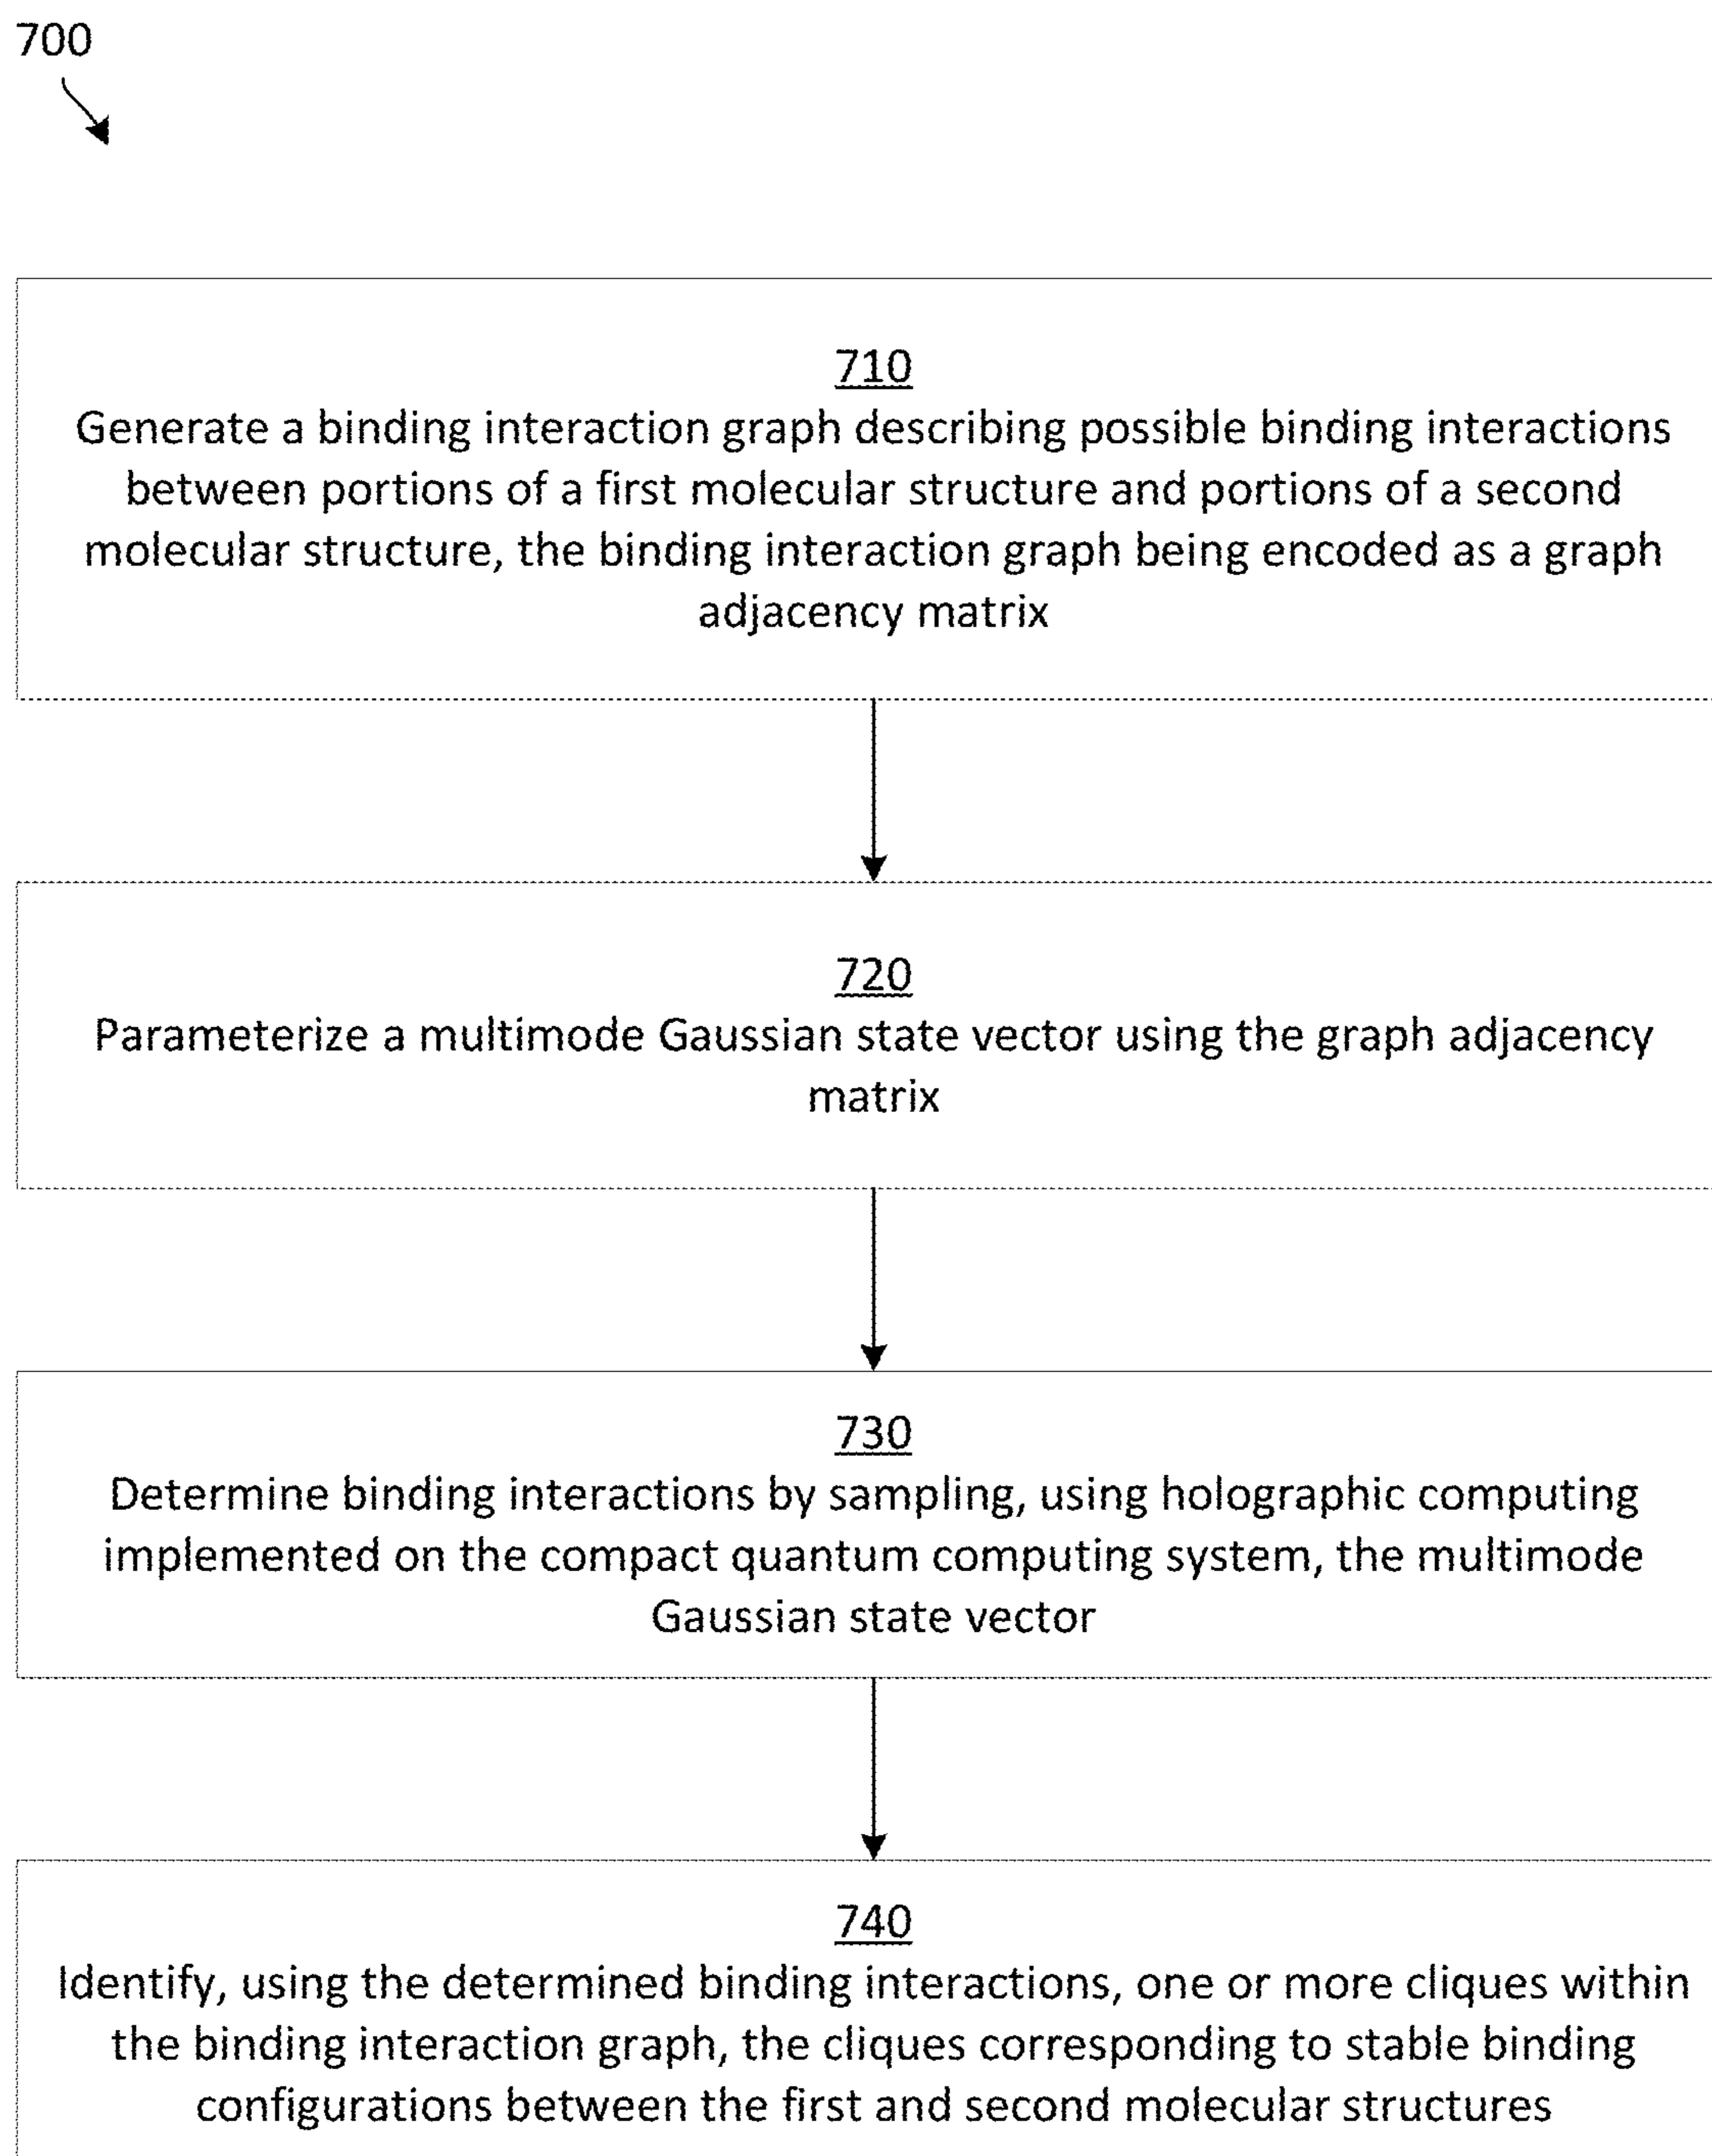 700
710
Generate a binding interaction graph describing possible binding interactions
between portions of a first molecular structure and portions of a second
molecular structure, the binding interaction graph being encoded as a graph
adjacency matrix
720
Parameterize a multimode Gaussian state vector using the graph adjacency
matrix
730
Determine binding interactions by sampling, using holographic computing
implemented on the compact quantum computing system, the multimode
Gaussian state vector
740
Identify, using the determined binding interactions, one or more cliques within
the binding interaction graph, the cliques corresponding to stable binding
configurations between the first and second molecular structures